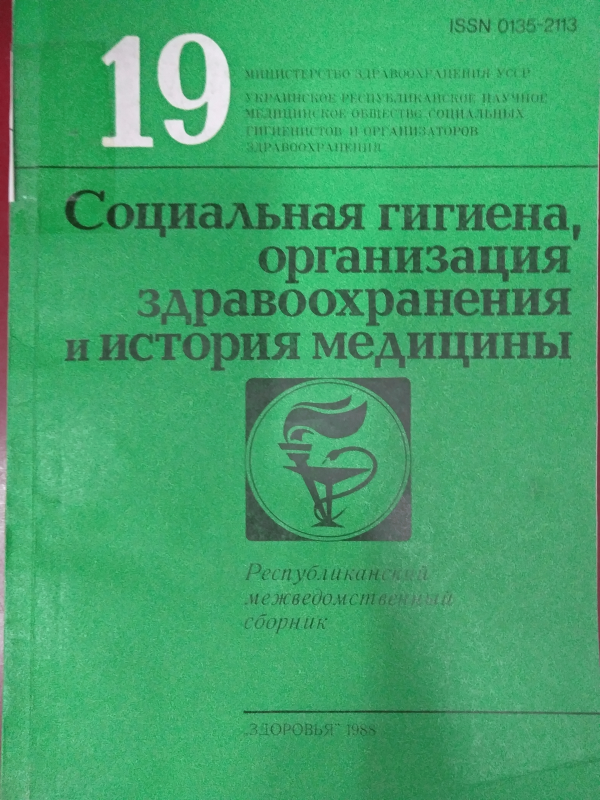 ISSN 0135-2113
19
МИНИСТЕРСТВО ЗДРАВООХРАНЕНИЯ УССР
УКРАИНСКОЕ РЕСПУБЛИКАНСКОЕ НАУЧНОЕ
МЕДИЦИНСКОЕ ОБЩЕСТВО СОЦИАЛЬНЫХ
ГИГИЕНИСТОВ И ОРГАНИЗАТОРОВ
ЗДРАВООХРАНЕНИЯ
Социальная гигиена,
организация
здравоохранения
и история медицины
Республиканский
межведомственный
сборник
„ЗДОРОВЬЯ" 1988